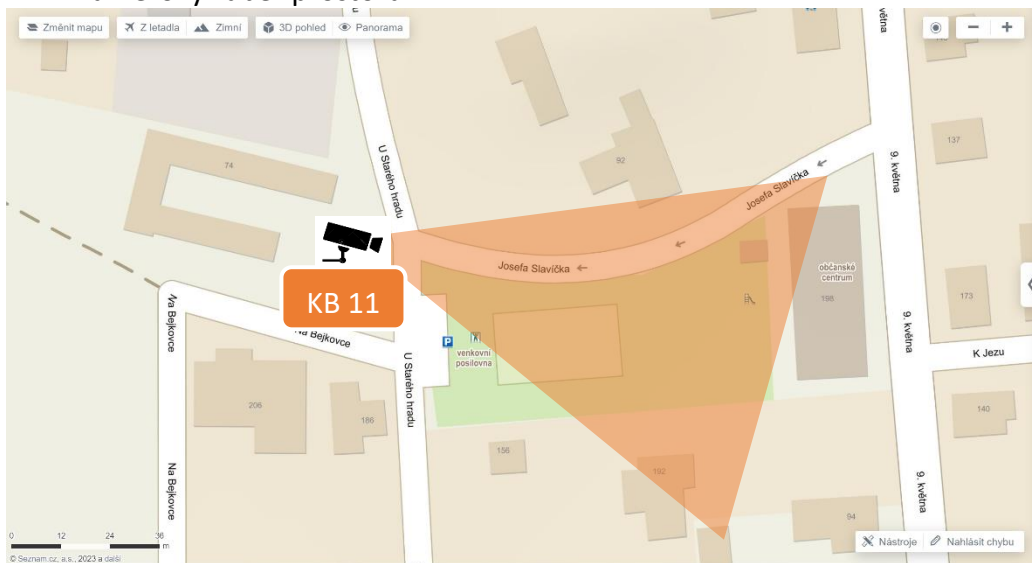 Změnit mapu
Z letadla
Zimní
3D pohled
Panorama
větná
137
9. května
U Starého hradu
74
92
Josefa Slavíčka
KB 11
Josefa Slavíčka
občanské
centrum
198
173
Na Bejkovce
Na Bejkovce
P
venkovní
posilovna
9. května
K Jezu
U Starého hradu
206
186
140
156
192
Na Bejkovce
9. května
94
0 12 24 36
m
Nástroje
Nahlásit chybu
© Seznam.cz, a.s., 2023 a další